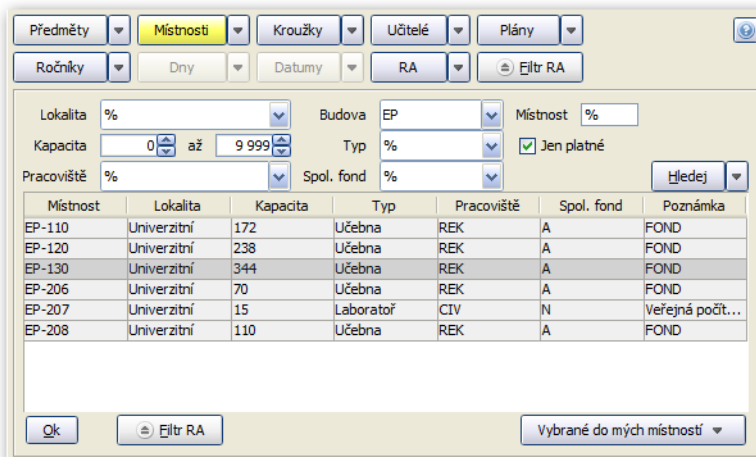 Předměty Místnosti Kroužky Učitelé Plány
Ročníky Dny Datumy RA Filtr RA
Lokalita % Budova EP Místnost %
Kapacita 0 až 9 999 Typ % Jen platné
Pracoviště % Spol. fond % Hledej
Místnost Lokalita Kapacita Typ Pracoviště Spol. fond Poznámka
EP-110 Univerzitní 172 Učebna REK A FOND
EP-120 Univerzitní 238 Učebna REK A FOND
EP-130 Univerzitní 344 Učebna REK A FOND
EP-206 Univerzitní 70 Učebna REK A FOND
EP-207 Univerzitní 15 Laboratoř CIV N Veřejná počít...
EP-208 Univerzitní 110 Učebna REK A FOND
Ok Filtr RA Vybrané do mých místností